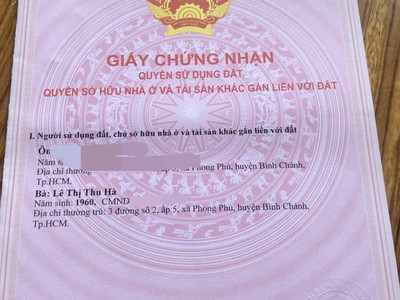 GIẤY CHỨNG NHẬN
QUYỀN SỬ DỤNG ĐẤT
QUYỀN SỞ HỮU NHÀ Ở VÀ TÀI SẢN KHÁC GẮN LIỀN VỚI ĐẤT
I. Người sử dụng đất, chủ sở hữu nhà ở và tài sản khác gắn liền với đất
Năm
Địa chỉ thường ấp 5, xã Phong Phú, huyện Bình Chánh,
Tp.HCM.
Bà: Lê Thị Thu Hà
Năm sinh: 1960, CMND
Địa chỉ thường trú: 3 đường số 2, ấp 5, xã Phong Phú, huyện Bình Chánh,
Tp.HCM.